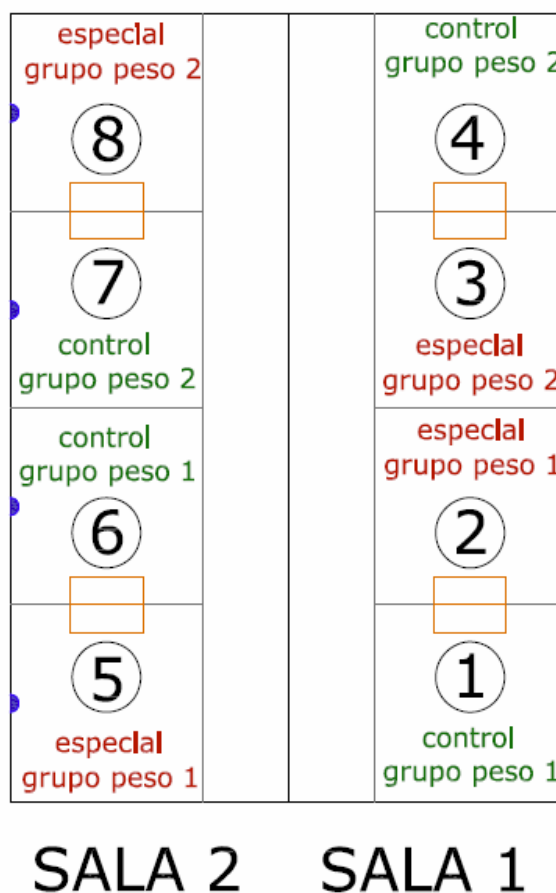 especial
grupo peso 2
8
7
control
grupo peso 2
control
grupo peso 1
6
5
especial
grupo peso 1
control
grupo peso 2
4
3
especial
grupo peso 2
especial
grupo peso 1
2
1
control
grupo peso 1
SALA 2 SALA 1